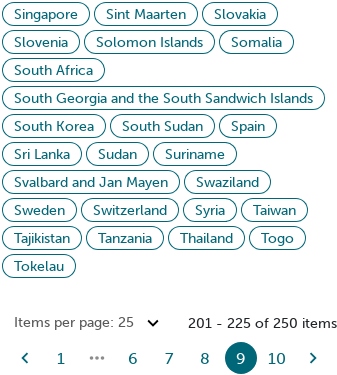 Singapore Sint Maarten Slovakia
Slovenia Solomon Islands Somalia
South Africa
South Georgia and the South Sandwich Islands
South Korea South Sudan Spain
Sri Lanka Sudan Suriname
Svalbard and Jan Mayen Swaziland
Sweden Switzerland Syria Taiwan
Tajikistan Tanzania Thailand Togo
Tokelau
Items per page: 25 201 - 225 of 250 items
1 ••• 6 7 8 9 10